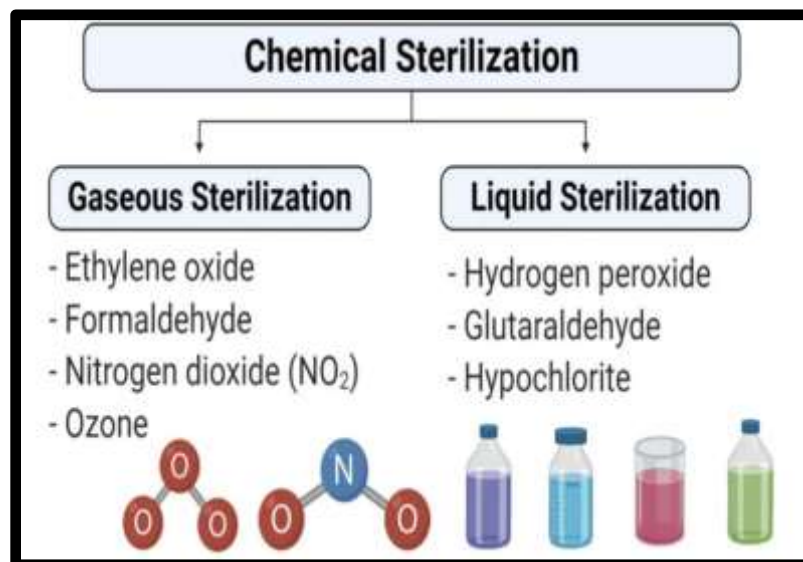 Chemical Sterilization
Gaseous Sterilization
- Ethylene oxide
- Formaldehyde
- Nitrogen dioxide (NO₂)
- Ozone
O
O
O
N
O
O
Liquid Sterilization
- Hydrogen peroxide
- Glutaraldehyde
- Hypochlorite